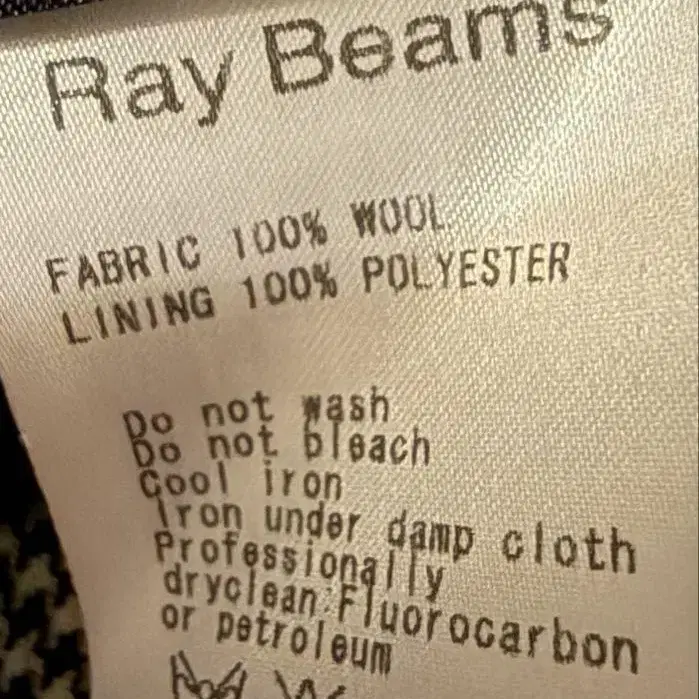 Ray Beams
FABRIC 100% WOOL
LINING 100% POLYESTER
Do not wash
Do not bleach
Cool iron
Iron under damp cloth
Professionally
dryclean:Fluorocarbon
or petroleum